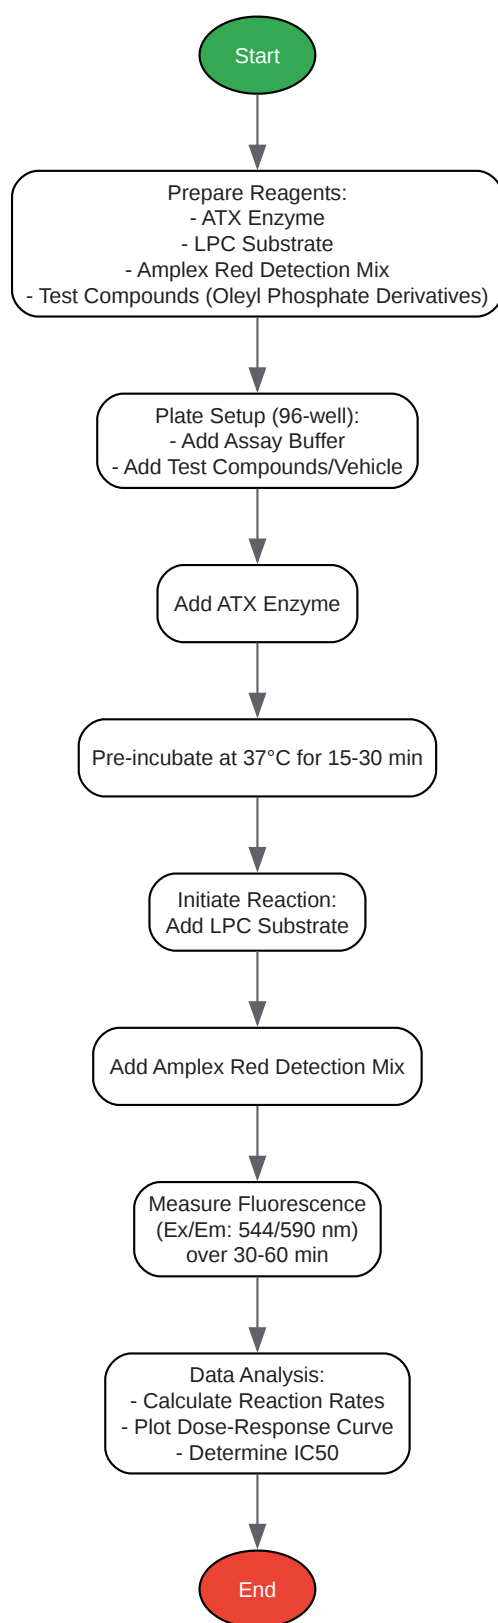 Start
Prepare Reagents:
- ATX Enzyme
- LPC Substrate
- Amplex Red Detection Mix
- Test Compounds (Oleyl Phosphate Derivatives)
Plate Setup (96-well):
- Add Assay Buffer
- Add Test Compounds/Vehicle
Add ATX Enzyme
Pre-incubate at 37°C for 15-30 min
Initiate Reaction:
Add LPC Substrate
Add Amplex Red Detection Mix
Measure Fluorescence
(Ex/Em: 544/590 nm)
over 30-60 min
Data Analysis:
- Calculate Reaction Rates
- Plot Dose-Response Curve
- Determine IC50
End